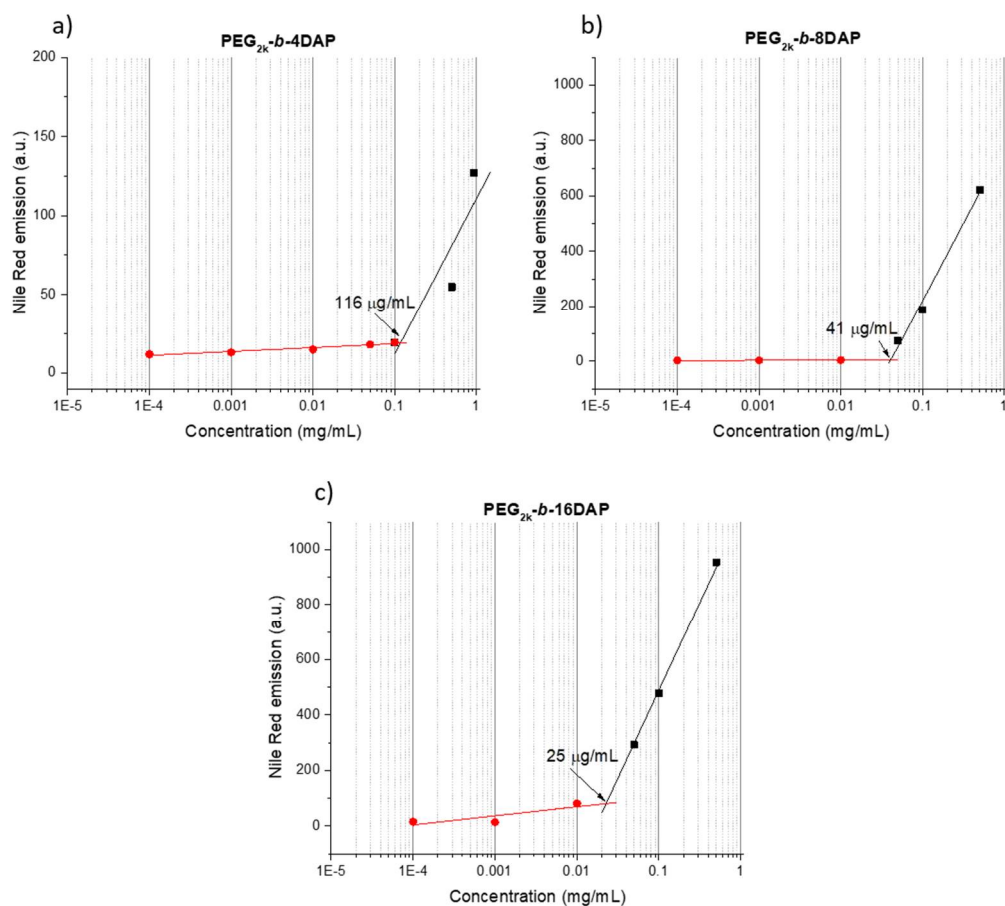 a)
PEG2k-b-4DAP
200
150
100
50
0
Nile Red emission (a.u.)
116 μg/mL
1E-5 1E-4 0.001 0.01 0.1 1
Concentration (mg/mL)
b)
PEG2k-b-8DAP
1000
800
600
400
200
0
Nile Red emission (a.u.)
41 μg/mL
1E-5 1E-4 0.001 0.01 0.1 1
Concentration (mg/mL)
c)
PEG2k-b-16DAP
1000
800
600
400
200
0
Nile Red emission (a.u.)
25 μg/mL
1E-5 1E-4 0.001 0.01 0.1 1
Concentration (mg/mL)